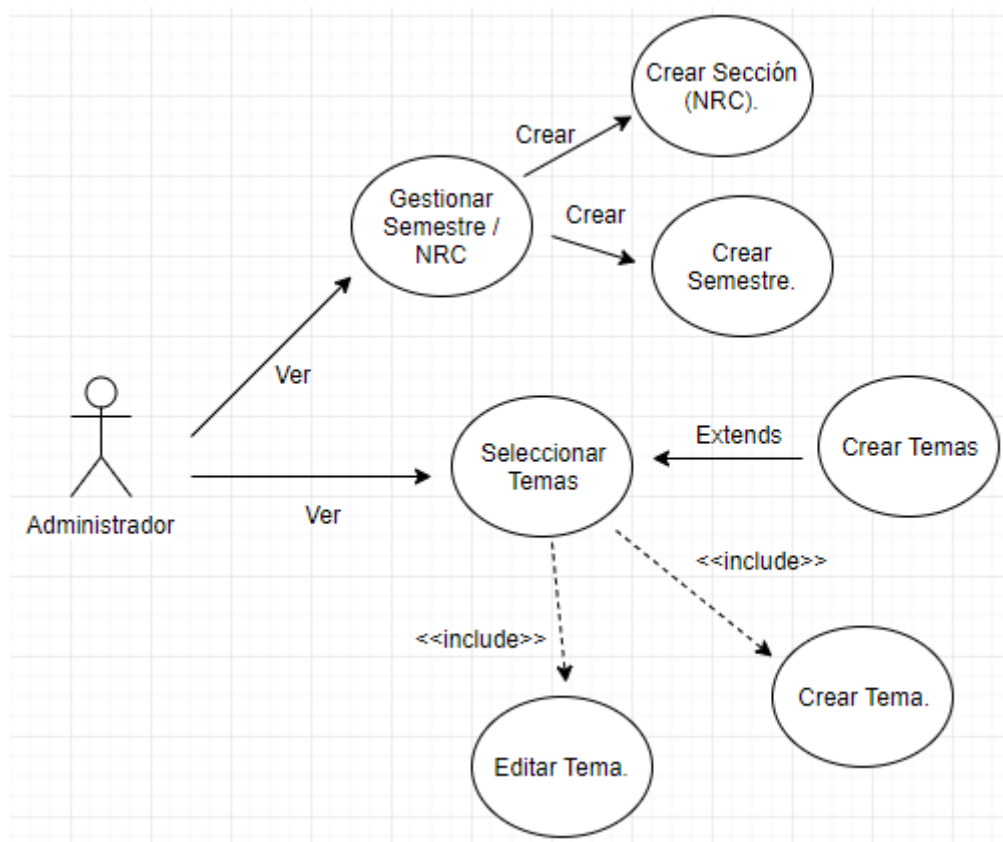 Crear Sección
(NRC).
Crear
Gestionar
Semestre /
NRC
Crear
Crear
Semestre.
Ver
Administrador
Ver
Seleccionar
Temas
Extends
Crear Temas
<<include>>
<<include>>
Crear Tema.
Editar Tema.